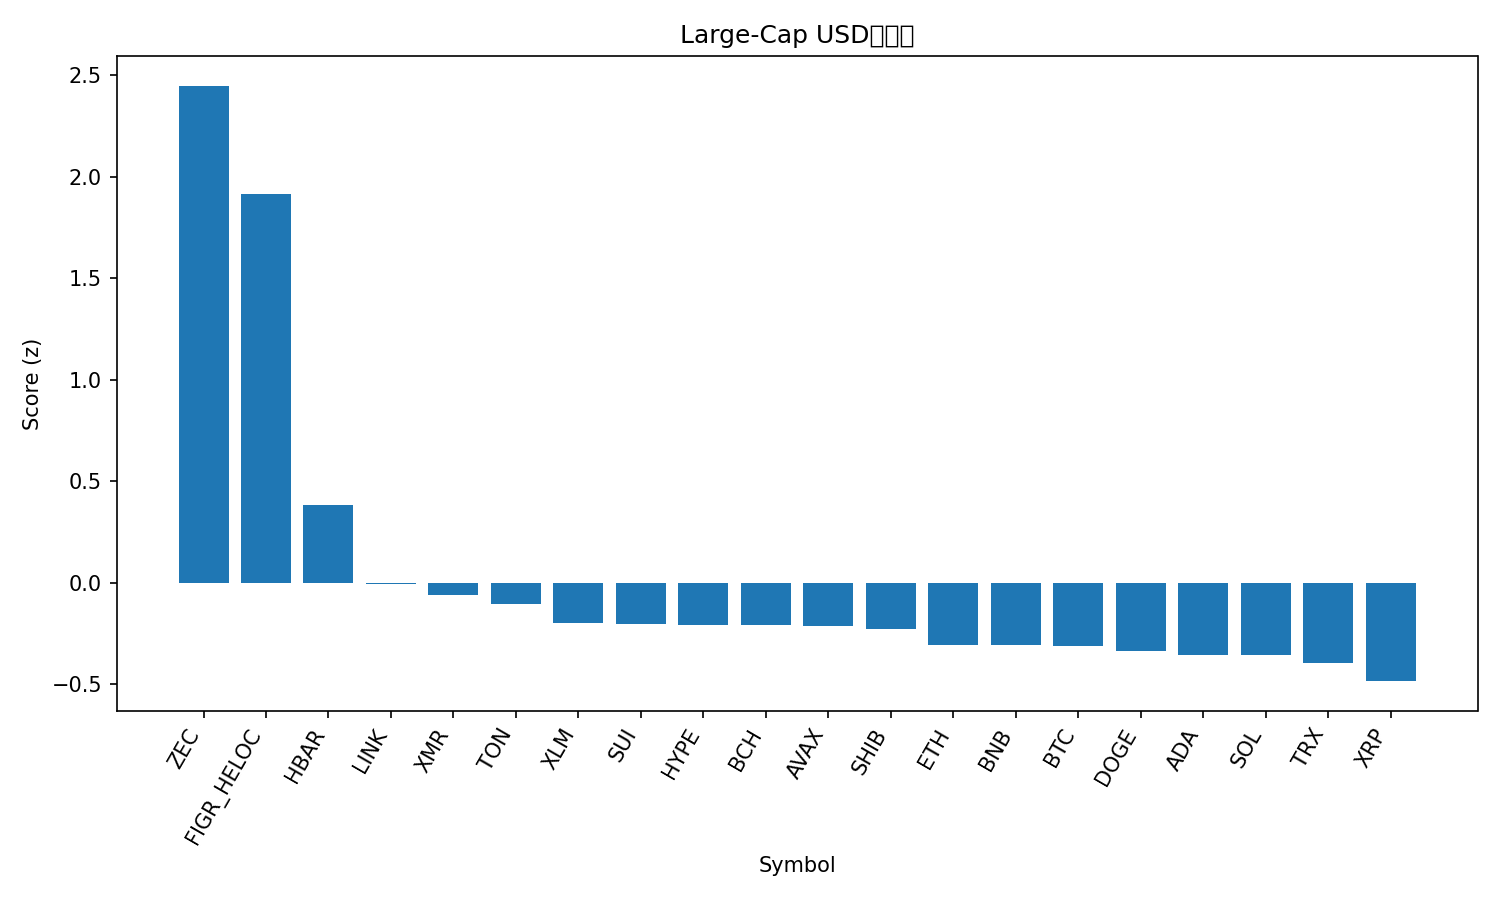 Large-Cap USD
2.5
2.0
1.5
1.0
0.5
0.0
−0.5
Score (z)
ZEC
FIGR_HELOC
HBAR
LINK
XMR
TON
XLM
SUI
HYPE
BCH
AVAX
SHIB
ETH
BNB
BTC
DOGE
ADA
SOL
TRX
XRP
Symbol